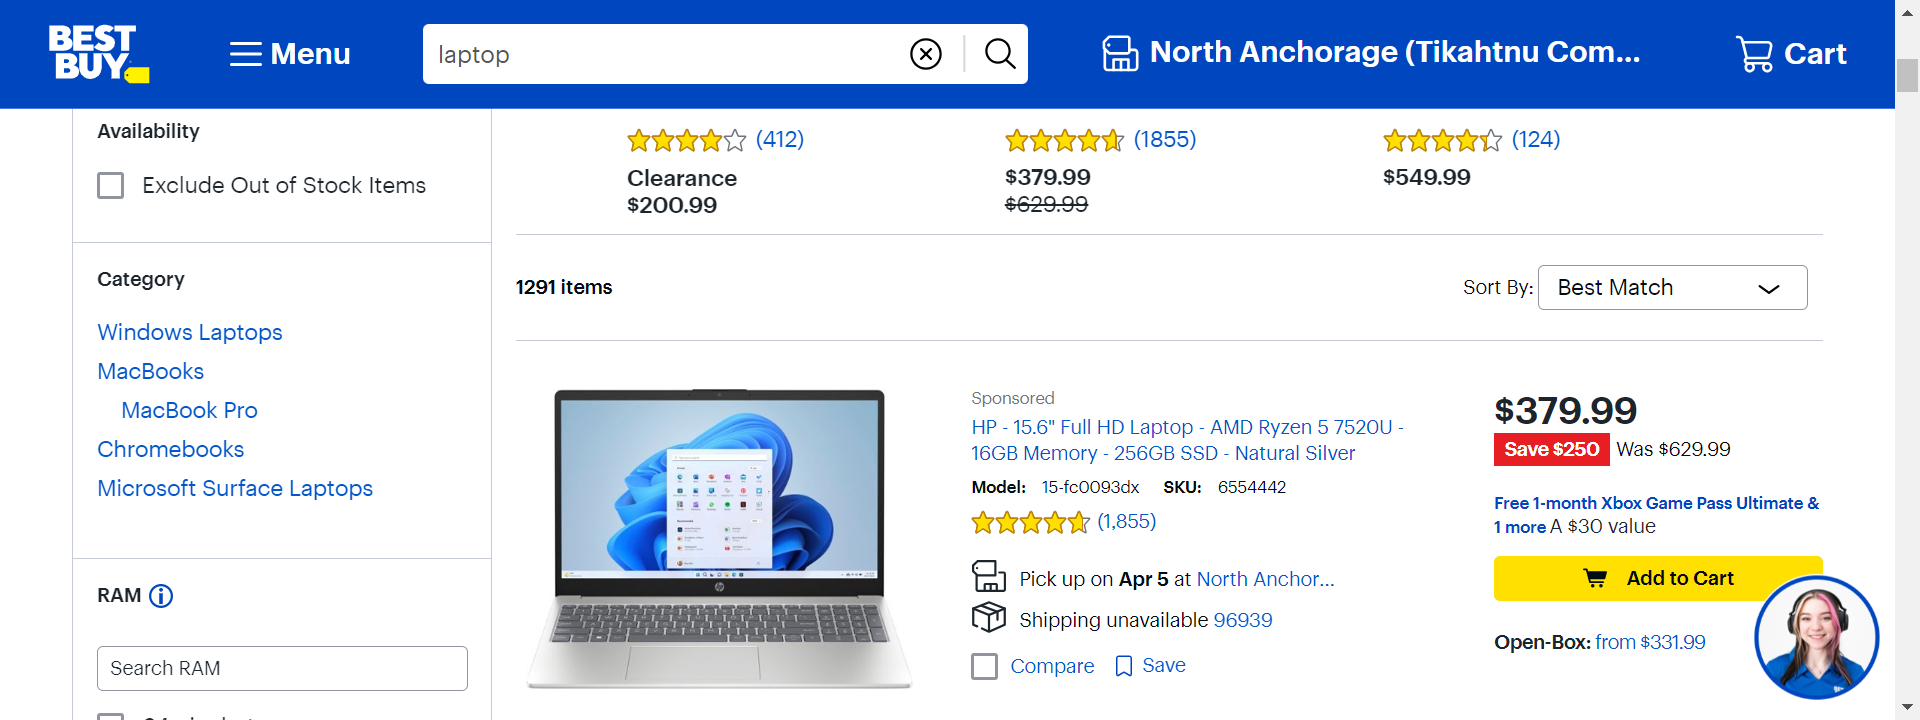 BEST
BUY
Menu
laptop
North Anchorage (Tikahtnu Com...
Cart
Availability
Exclude Out of Stock Items
(412)
Clearance
$200.99
(1855)
$379.99
$629.99
(124)
$549.99
Category
Windows Laptops
MacBooks
MacBook Pro
Chromebooks
Microsoft Surface Laptops
RAM
Search RAM
1291 items
Sort By:
Best Match
Sponsored
HP - 15.6" Full HD Laptop - AMD Ryzen 5 7520U -
16GB Memory - 256GB SSD - Natural Silver
Model: 15-fc0093dx SKU: 6554442
(1,855)
Pick up on Apr 5 at North Anchor...
Shipping unavailable 96939
Compare
Save
$379.99
Save $250 Was $629.99
Free 1-month Xbox Game Pass Ultimate &
1 more A $30 value
Add to Cart
Open-Box: from $331.99